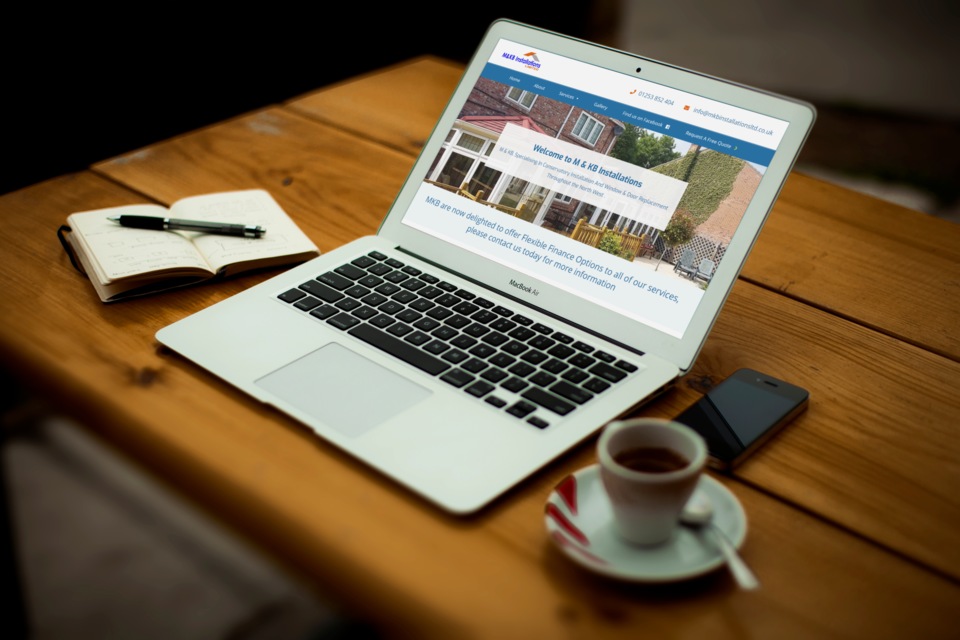 M&KB Installations
01253 852 404
info@mkbinstallationsltd.co.uk
Home About Services Gallery Find us on Facebook Request A Free Quote
Welcome to M & KB Installations
M & KB, Specialising In Conservatory Installation And Window & Door Replacement
Throughout the North West
MKB are now delighted to offer Flexible Finance Options to all of our services,
please contact us today for more information
MacBook Air